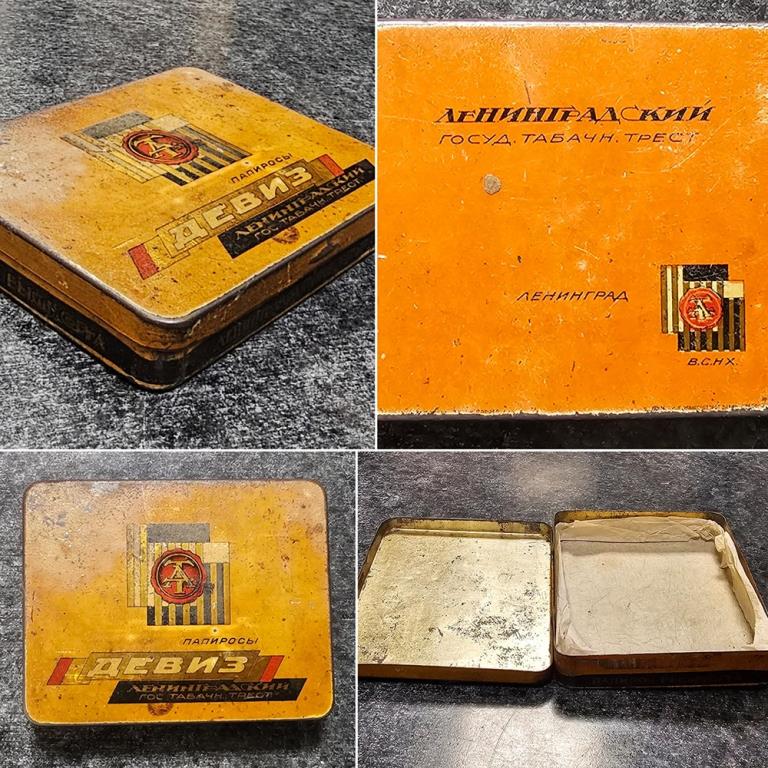 ПАПИРОСЫ
ДЕВИЗ
ЛЕНИНГРАДСКИЙ
ГОС ТАБАЧН. ТРЕСТ
ЛЕНИНГРАДСКИЙ
ГОСУД. ТАБАЧН. ТРЕСТ
ЛЕНИНГРАД
В.С.Н.Х.
ПАПИРОСЫ
ДЕВИЗ
ЛЕНИНГРАДСКИЙ
ГОС ТАБАЧН. ТРЕСТ